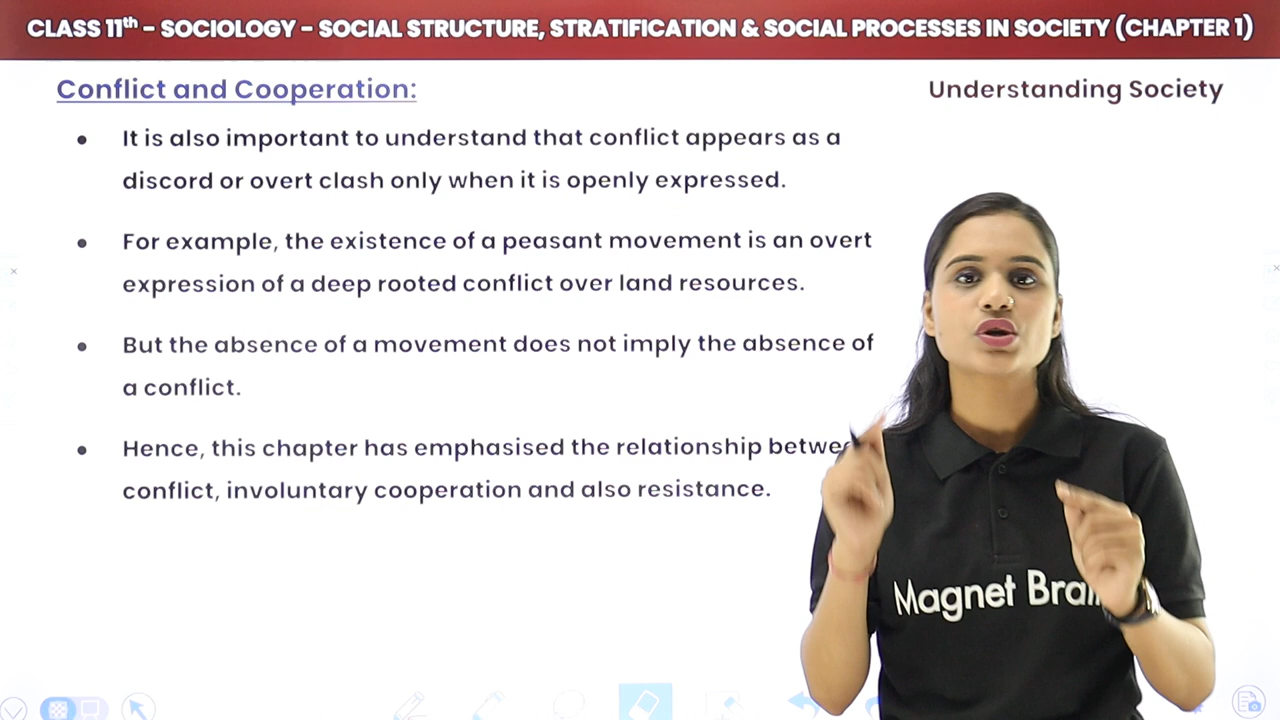 CLASS 11th – SOCIOLOGY – SOCIAL STRUCTURE, STRATIFICATION & SOCIAL PROCESSES IN SOCIETY (CHAPTER 1)
Conflict and Cooperation:
Understanding Society
• It is also important to understand that conflict appears as a
discord or overt clash only when it is openly expressed.
• For example, the existence of a peasant movement is an overt
expression of a deep rooted conflict over land resources.
• But the absence of a movement does not imply the absence of
a conflict.
• Hence, this chapter has emphasised the relationship
conflict, involuntary cooperation and also resistance.
Magnet